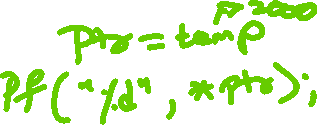 2000
ptr = temp
Pf("%d", *ptr);